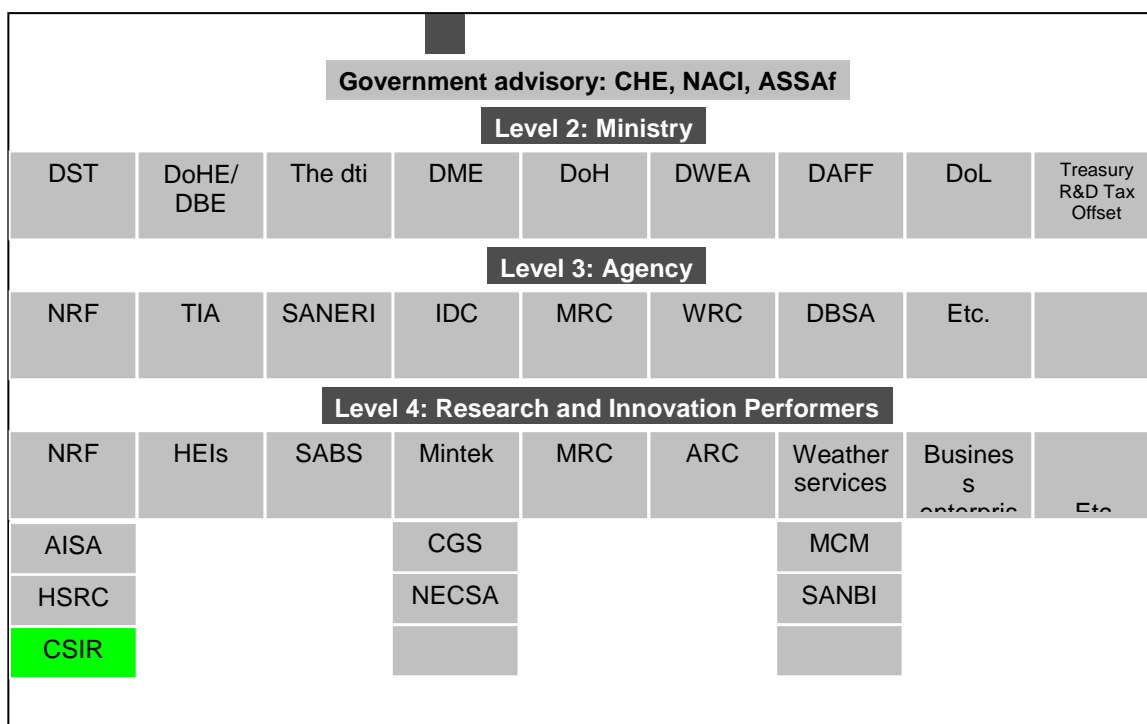 Government advisory: CHE, NACI, ASSAf
Level 2: Ministry
DST DoHE/ DBE The dti DME DoH DWEA DAFF DoL Treasury R&D Tax Offset
Level 3: Agency
NRF TIA SANERI IDC MRC WRC DBSA Etc.
Level 4: Research and Innovation Performers
NRF HEIs SABS Mintek MRC ARC Weather services Busines s
AISA CGS MCM
HSRC NECSA SANBI
CSIR